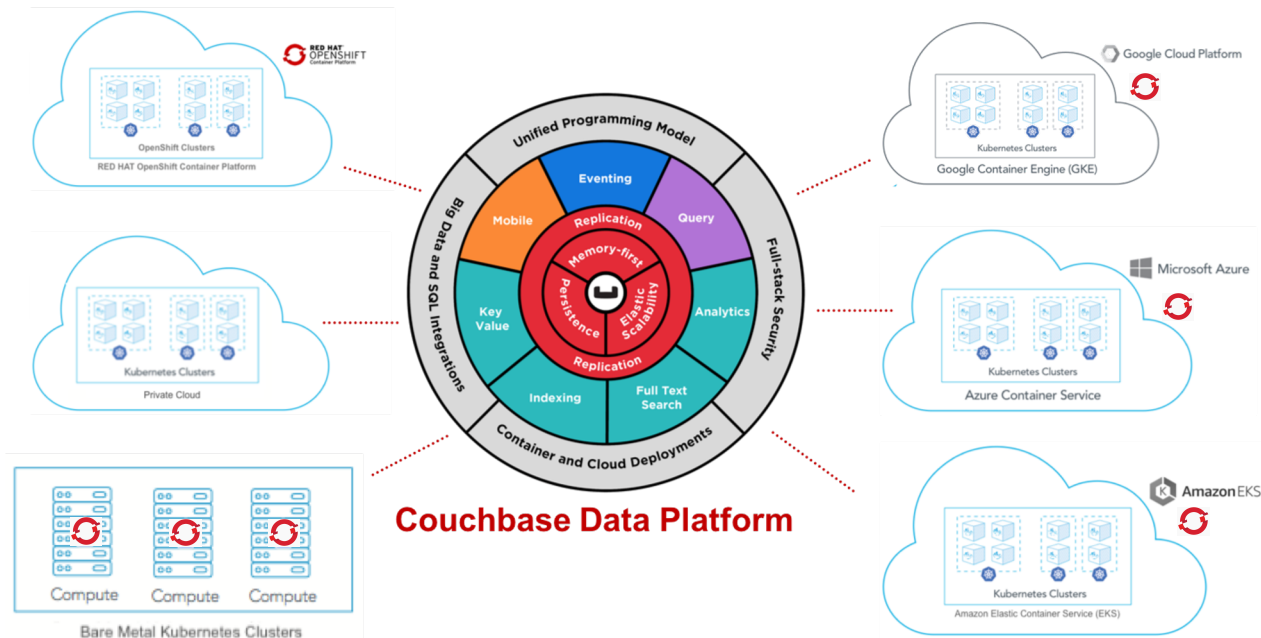 RED HAT
OPENSHIFT
Container Platform
OpenShift Clusters
RED HAT OpenShift Container Platform
Kubernetes Clusters
Private Cloud
Compute
Compute
Compute
Bare Metal Kubernetes Clusters
Unified Programming Model
Big Data and SQL Integrations
Full-stack Security
Container and Cloud Deployments
Eventing
Mobile
Query
Key
Value
Analytics
Indexing
Full Text
Search
Replication
Memory-first
Persistence
Elastic
Scalability
Replication
Couchbase Data Platform
Google Cloud Platform
Kubernetes Clusters
Google Container Engine (GKE)
Microsoft Azure
Kubernetes Clusters
Azure Container Service
K
Amazon EKS
Kubernetes Clusters
Amazon Elastic Container Service (EKS)